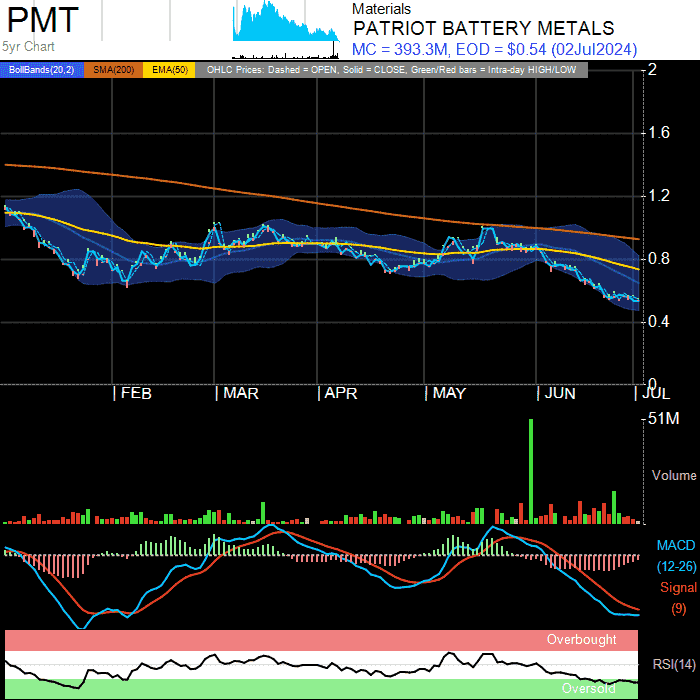 PMT
5yr Chart
Materials
PATRIOT BATTERY METALS
MC = 393.3M, EOD = $0.54 (02Jul2024)
BollBands(20,2) SMA(200) EMA(50) OHLC Prices: Dashed = OPEN, Solid = CLOSE, Green/Red bars = Intra-day HIGH/LOW
2
1.6
1.2
0.8
0.4
0
FEB MAR APR MAY JUN JUL
51M
Volume
MACD
(12-26)
Signal
(9)
Overbought
RSI(14)
Oversold